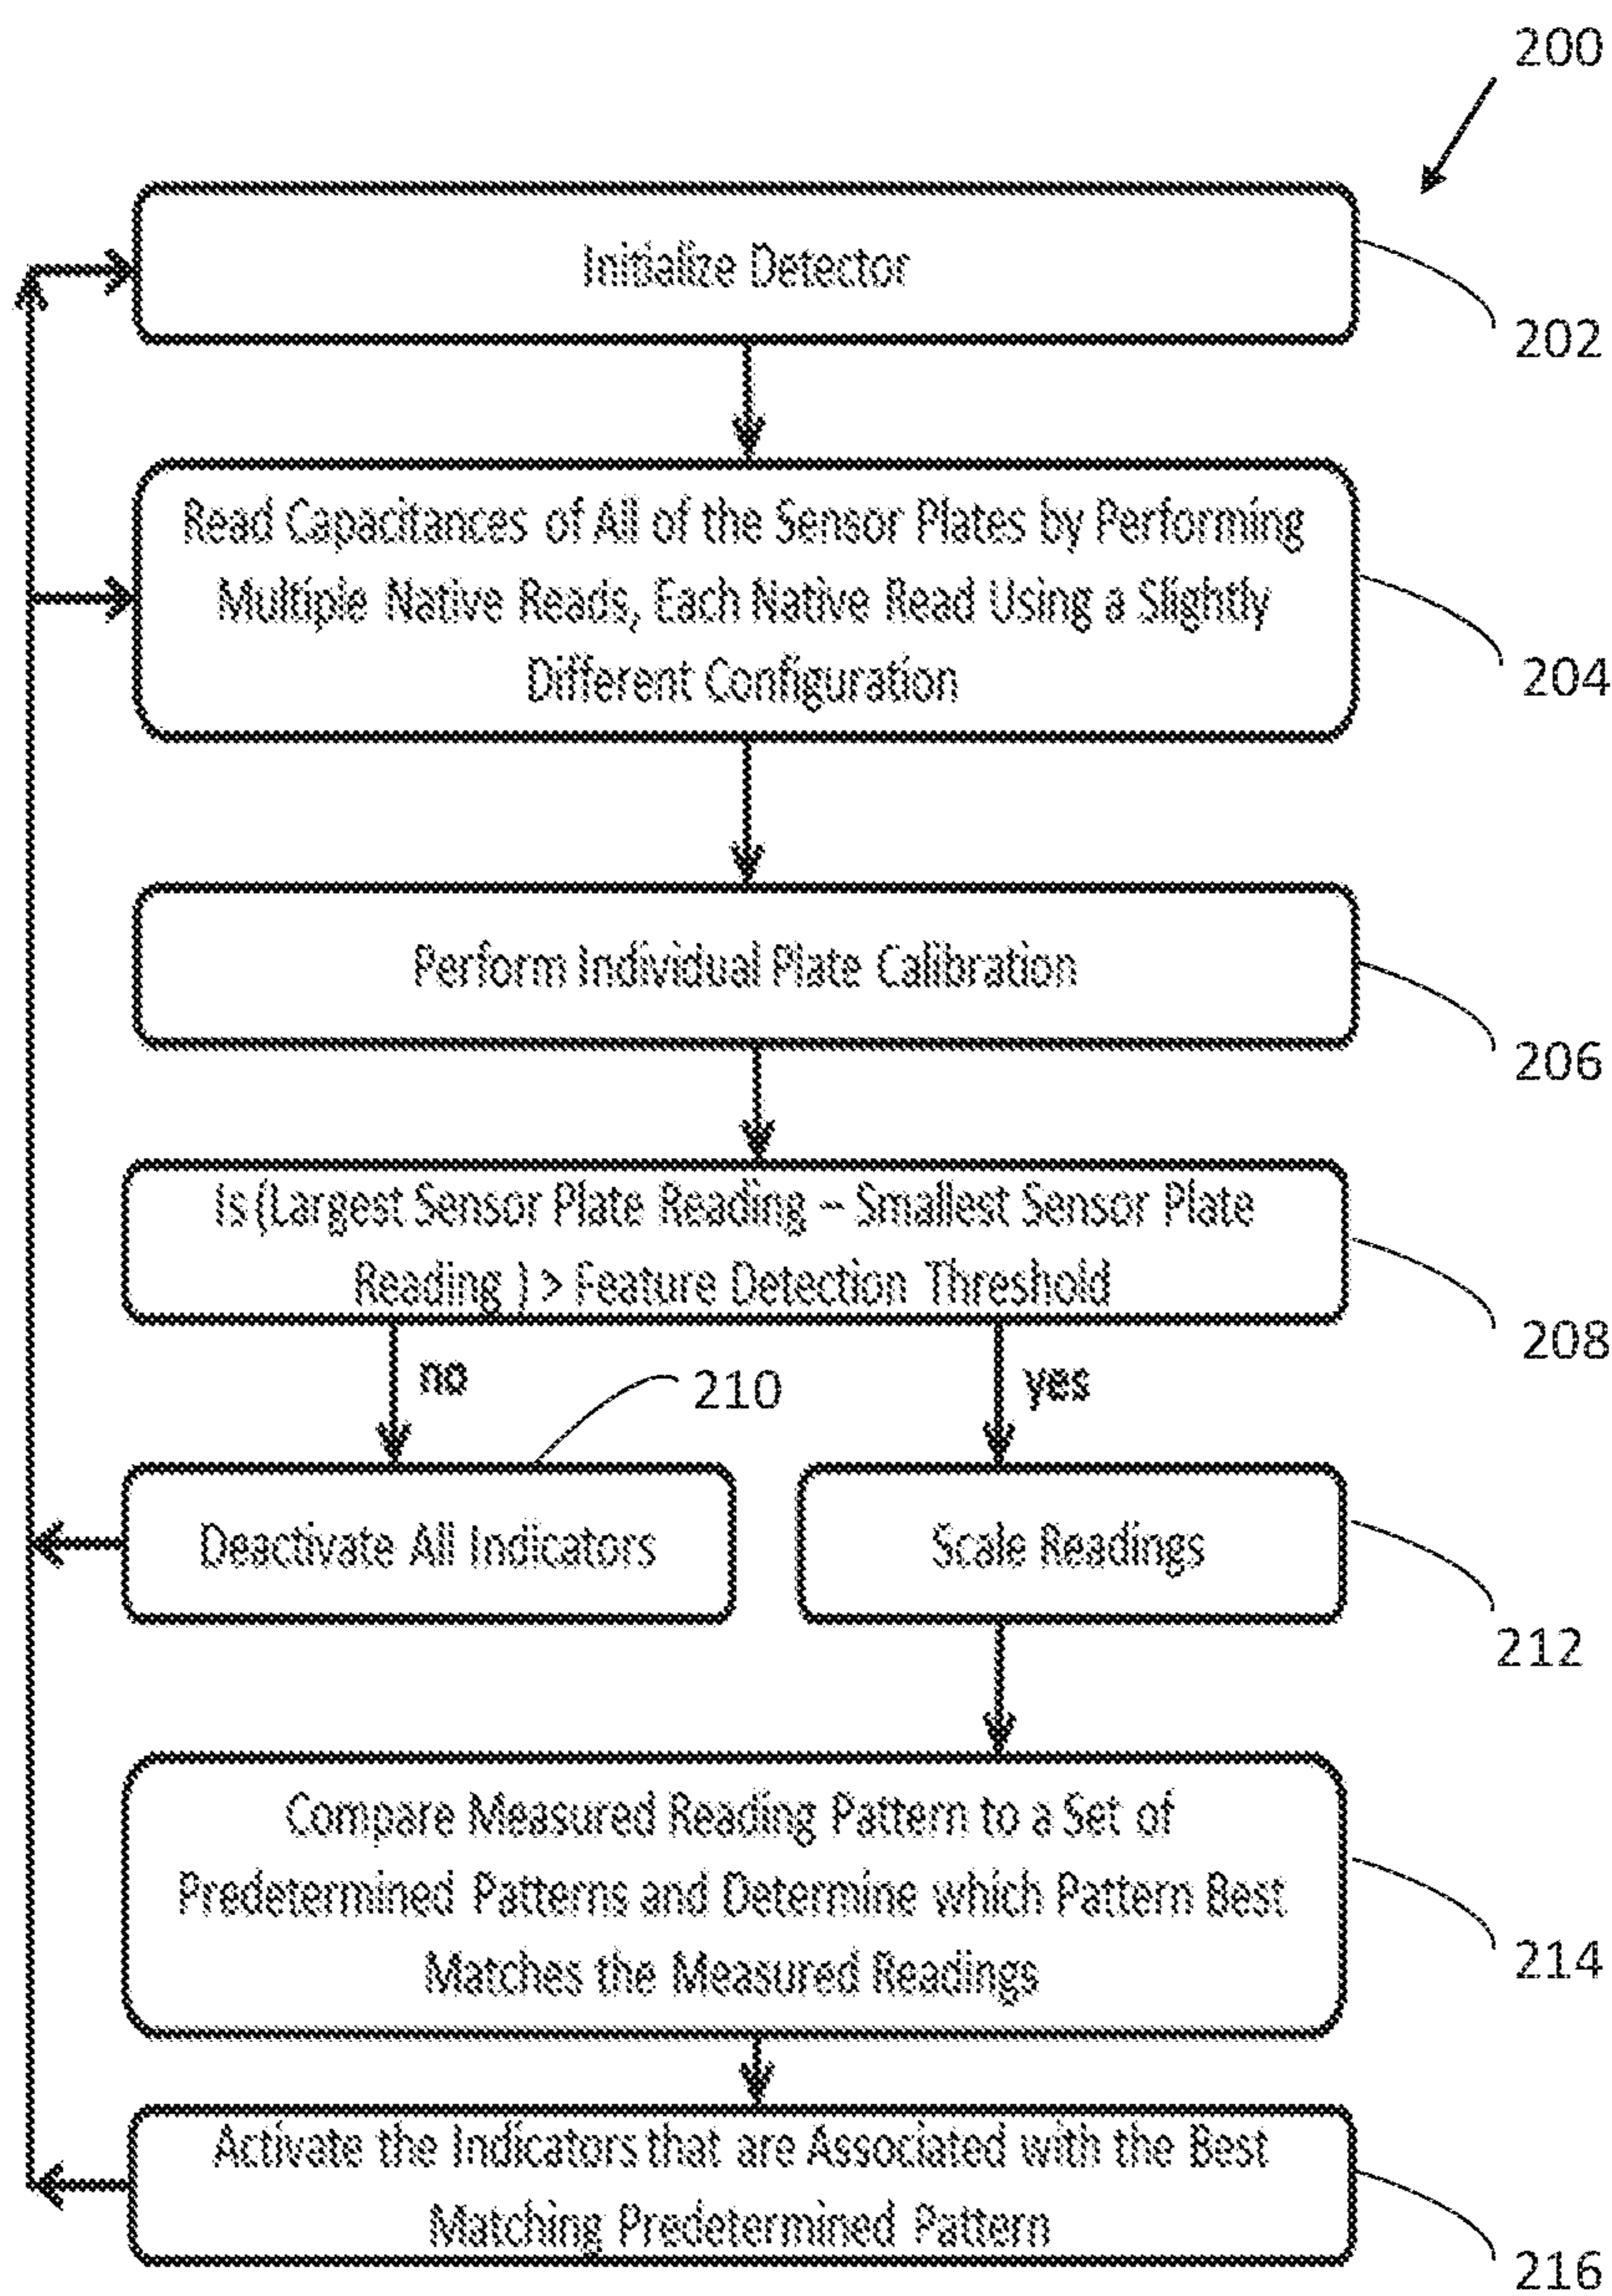 200
Initialize Detector
202
Read Capacitances of All of the Sensor Plates by Performing
Multiple Native Reads, Each Native Read Using a Slightly
Different Configuration
204
Perform Individual Plate Calibration
206
Is (Largest Sensor Plate Reading – Smallest Sensor Plate
Reading ) > Feature Detection Threshold
208
no
210
yes
Deactivate All Indicators
Scale Readings
212
Compare Measured Reading Pattern to a Set of
Predetermined Patterns and Determine which Pattern Best
Matches the Measured Readings
214
Activate the Indicators that are Associated with the Best
Matching Predetermined Pattern
216